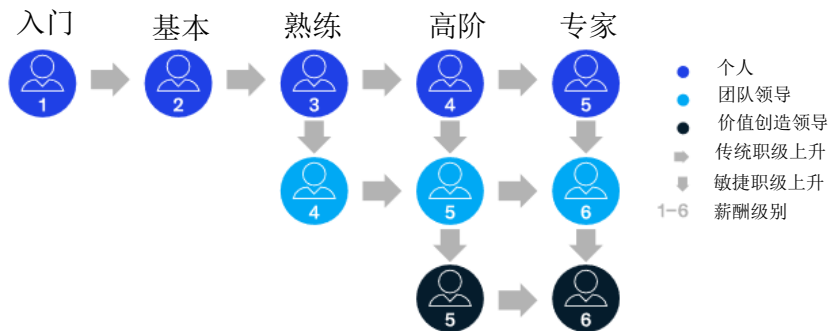 入门 基本 熟练 高阶 专家
1 2 3 4 5
4 5 6
5 6
个人
团队领导
价值创造领导
传统职级上升
敏捷职级上升
1-6 薪酬级别